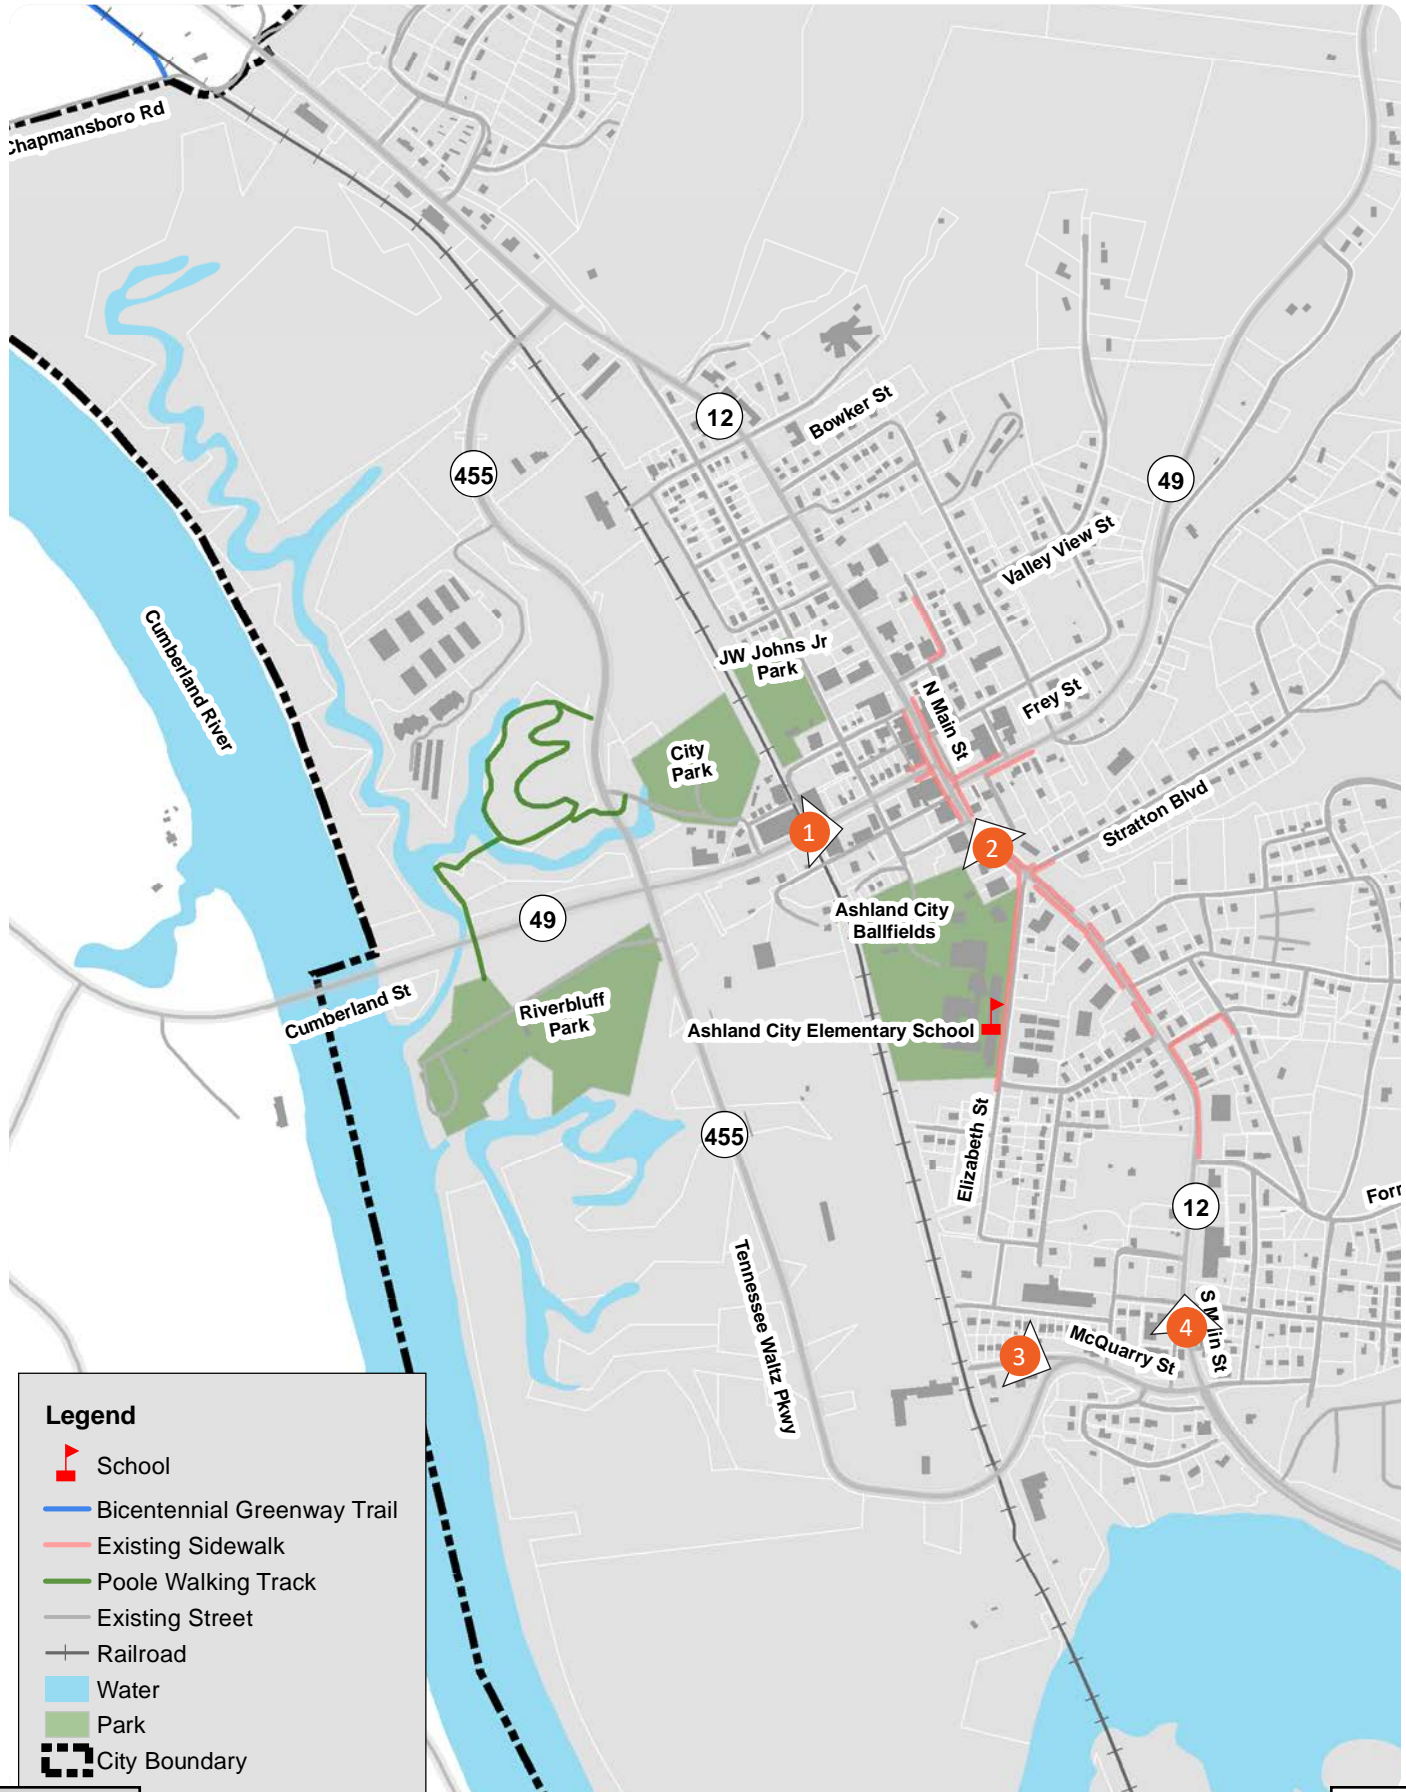 Chapmansboro Rd
12
Bowker St
455
49
Valley View St
Cumberland River
JW Johns Jr
Park
N Main St
Frey St
City
Park
Stratton Blvd
1
2
Ashland City
Ballfields
49
Cumberland St
Riverbluff
Park
Ashland City Elementary School
Elizabeth St
455
12
Forr
Tennessee Waltz Pkwy
S Main St
4
3
McQuarry St
Legend
School
Bicentennial Greenway Trail
Existing Sidewalk
Poole Walking Track
Existing Street
Railroad
Water
Park
City Boundary